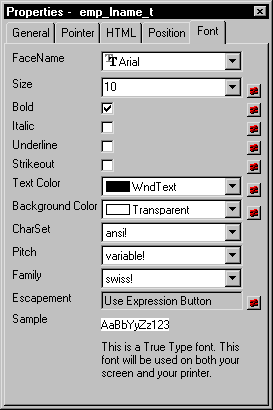 Properties - emp_lname_t
General Pointer HTML Position Font
FaceName Arial
Size 10
Bold
Italic
Underline
Strikeout
Text Color WndText
Background Color Transparent
CharSet ansi!
Pitch variable!
Family swiss!
Escapement Use Expression Button
Sample AaBbYyZz123
This is a True Type font. This
font will be used on both your
screen and your printer.